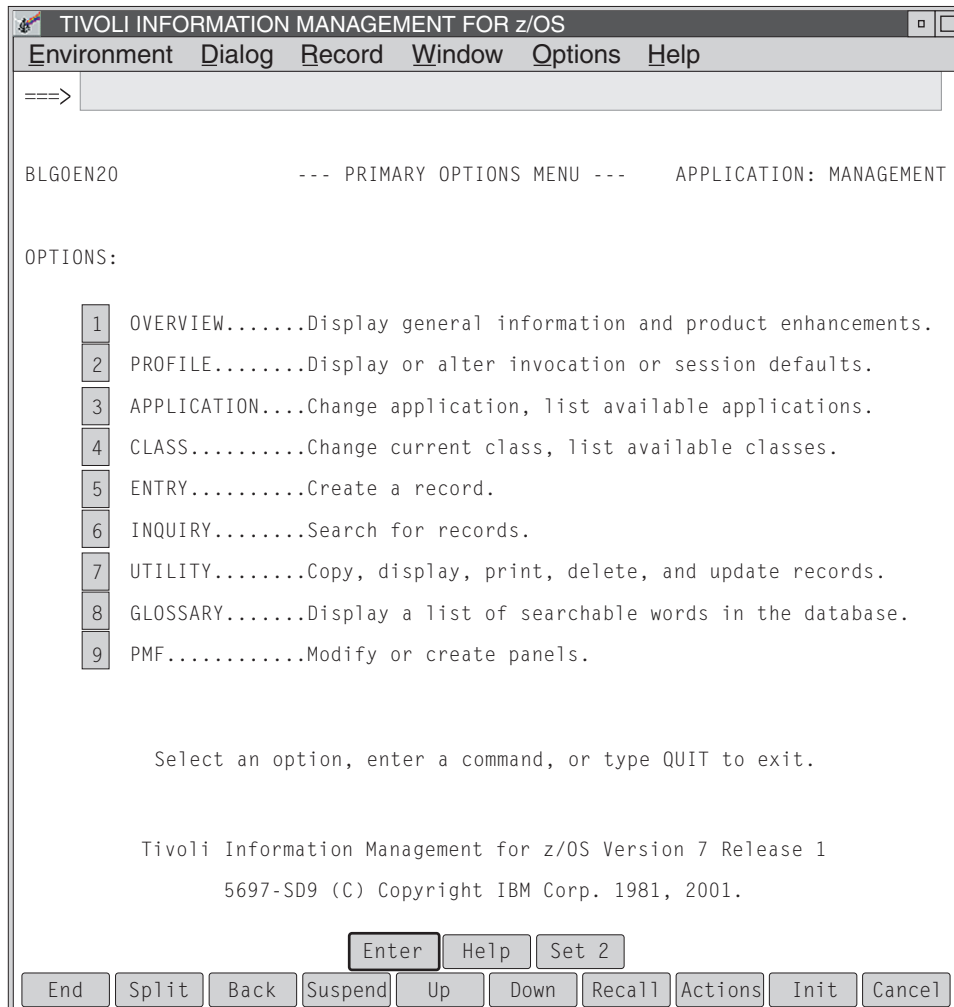 TIVOLI INFORMATION MANAGEMENT FOR z/OS
Environment Dialog Record Window Options Help
===>
BLG0EN20 --- PRIMARY OPTIONS MENU --- APPLICATION: MANAGEMENT
OPTIONS:
1 OVERVIEW.......Display general information and product enhancements.
2 PROFILE........Display or alter invocation or session defaults.
3 APPLICATION....Change application, list available applications.
4 CLASS..........Change current class, list available classes.
5 ENTRY..........Create a record.
6 INQUIRY........Search for records.
7 UTILITY........Copy, display, print, delete, and update records.
8 GLOSSARY.......Display a list of searchable words in the database.
9 PMF............Modify or create panels.
Select an option, enter a command, or type QUIT to exit.
Tivoli Information Management for z/OS Version 7 Release 1
5697-SD9 (C) Copyright IBM Corp. 1981, 2001.
Enter Help Set 2
End Split Back Suspend Up Down Recall Actions Init Cancel